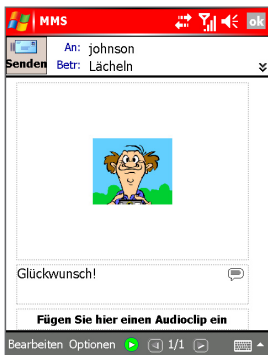 MMS ok
Senden An: johnson
Betr: Lächeln
Glückwunsch!
Fügen Sie hier einen Audioclip ein
Bearbeiten Optionen 1/1